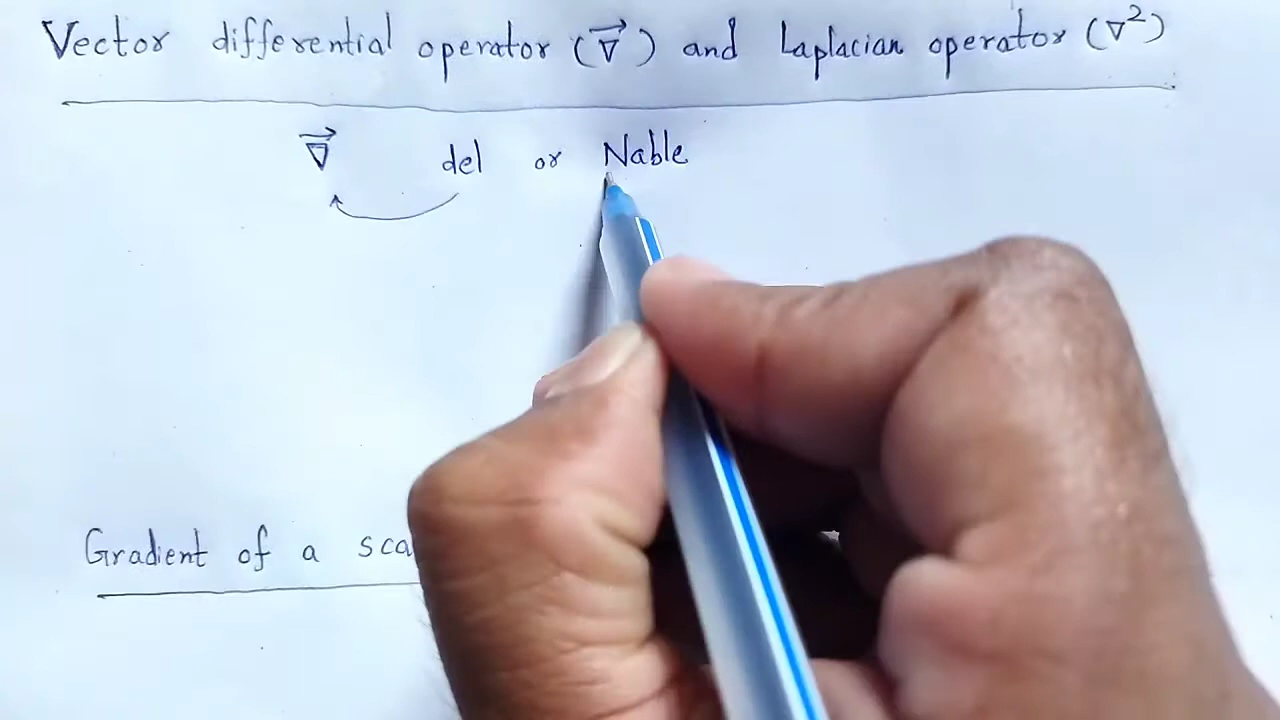 Vector differential operator (∇⃗) and Laplacian operator (∇²)
∇⃗ del or Nable
Gradient of a sca